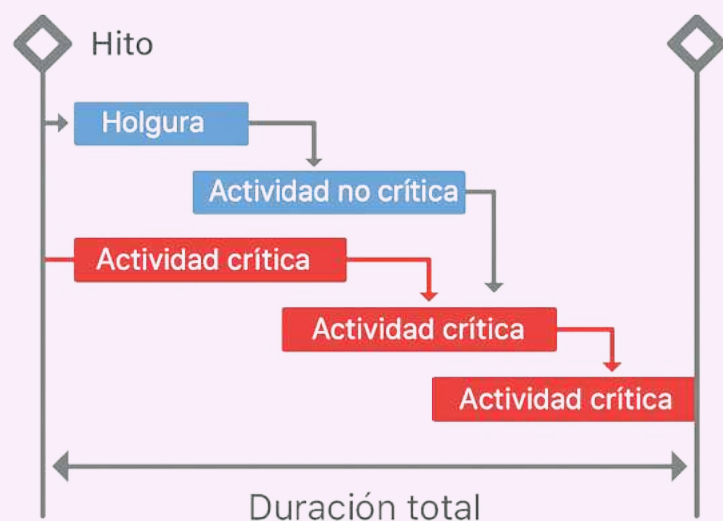 Hito
Holgura
Actividad no crítica
Actividad crítica
Actividad crítica
Actividad crítica
Duración total